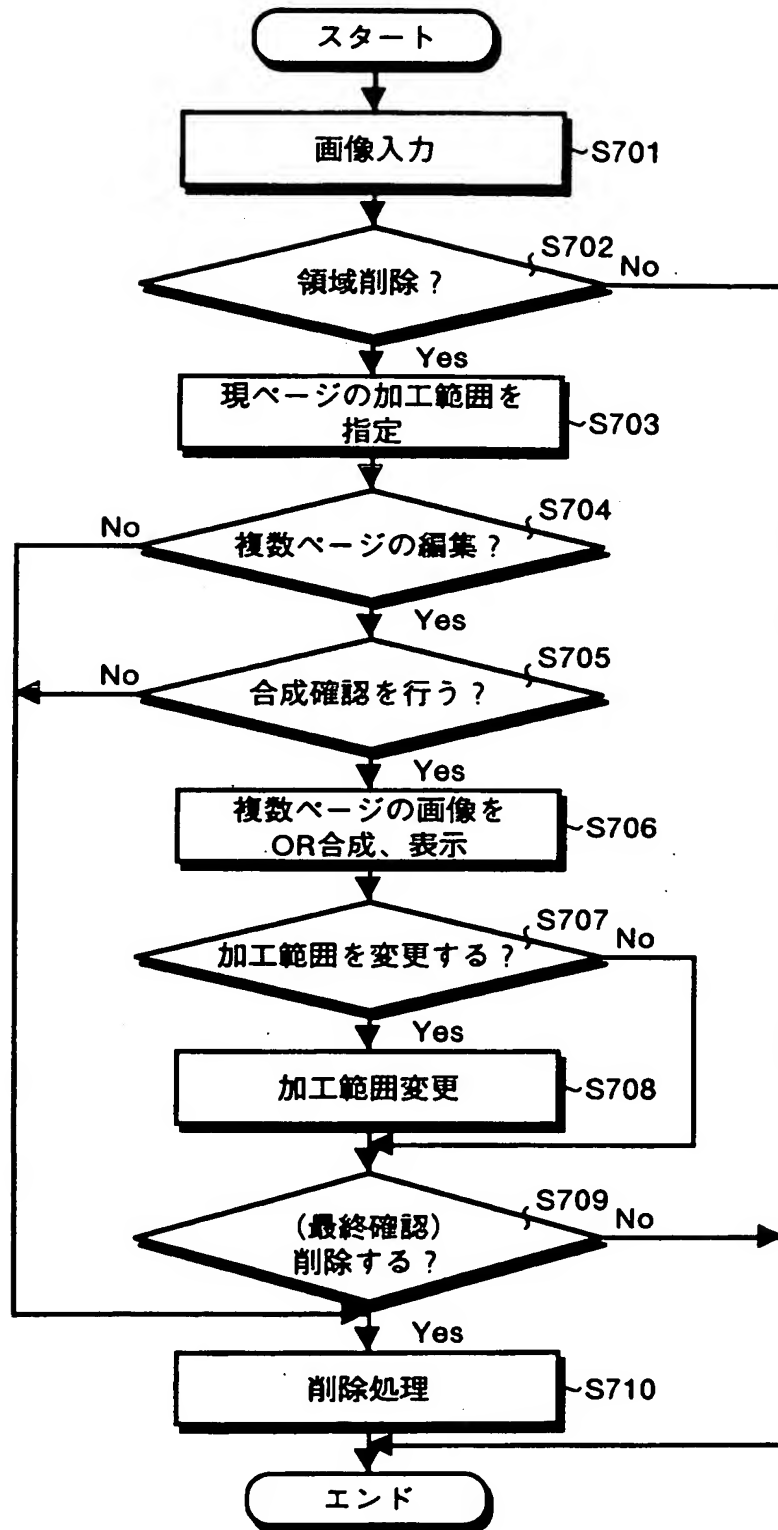 スタート
画像入力
~S701
S702
領域削除？
No
Yes
現ページの加工範囲を
指定
~S703
S704
No
複数ページの編集？
Yes
S705
No
合成確認を行う？
Yes
複数ページの画像を
OR合成、表示
~S706
S707
No
加工範囲を変更する？
Yes
加工範囲変更
~S708
S709
(最終確認)
No
削除する？
Yes
削除処理
~S710
エンド